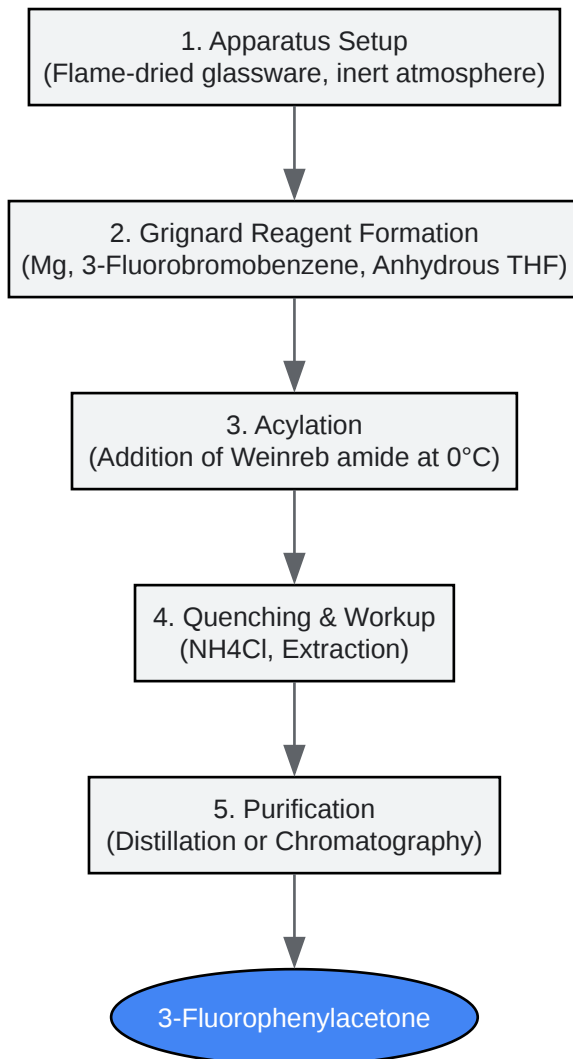 1. Apparatus Setup
(Flame-dried glassware, inert atmosphere)
2. Grignard Reagent Formation
(Mg, 3-Fluorobromobenzene, Anhydrous THF)
3. Acylation
(Addition of Weinreb amide at 0°C)
4. Quenching & Workup
(NH4Cl, Extraction)
5. Purification
(Distillation or Chromatography)
3-Fluorophenylacetone